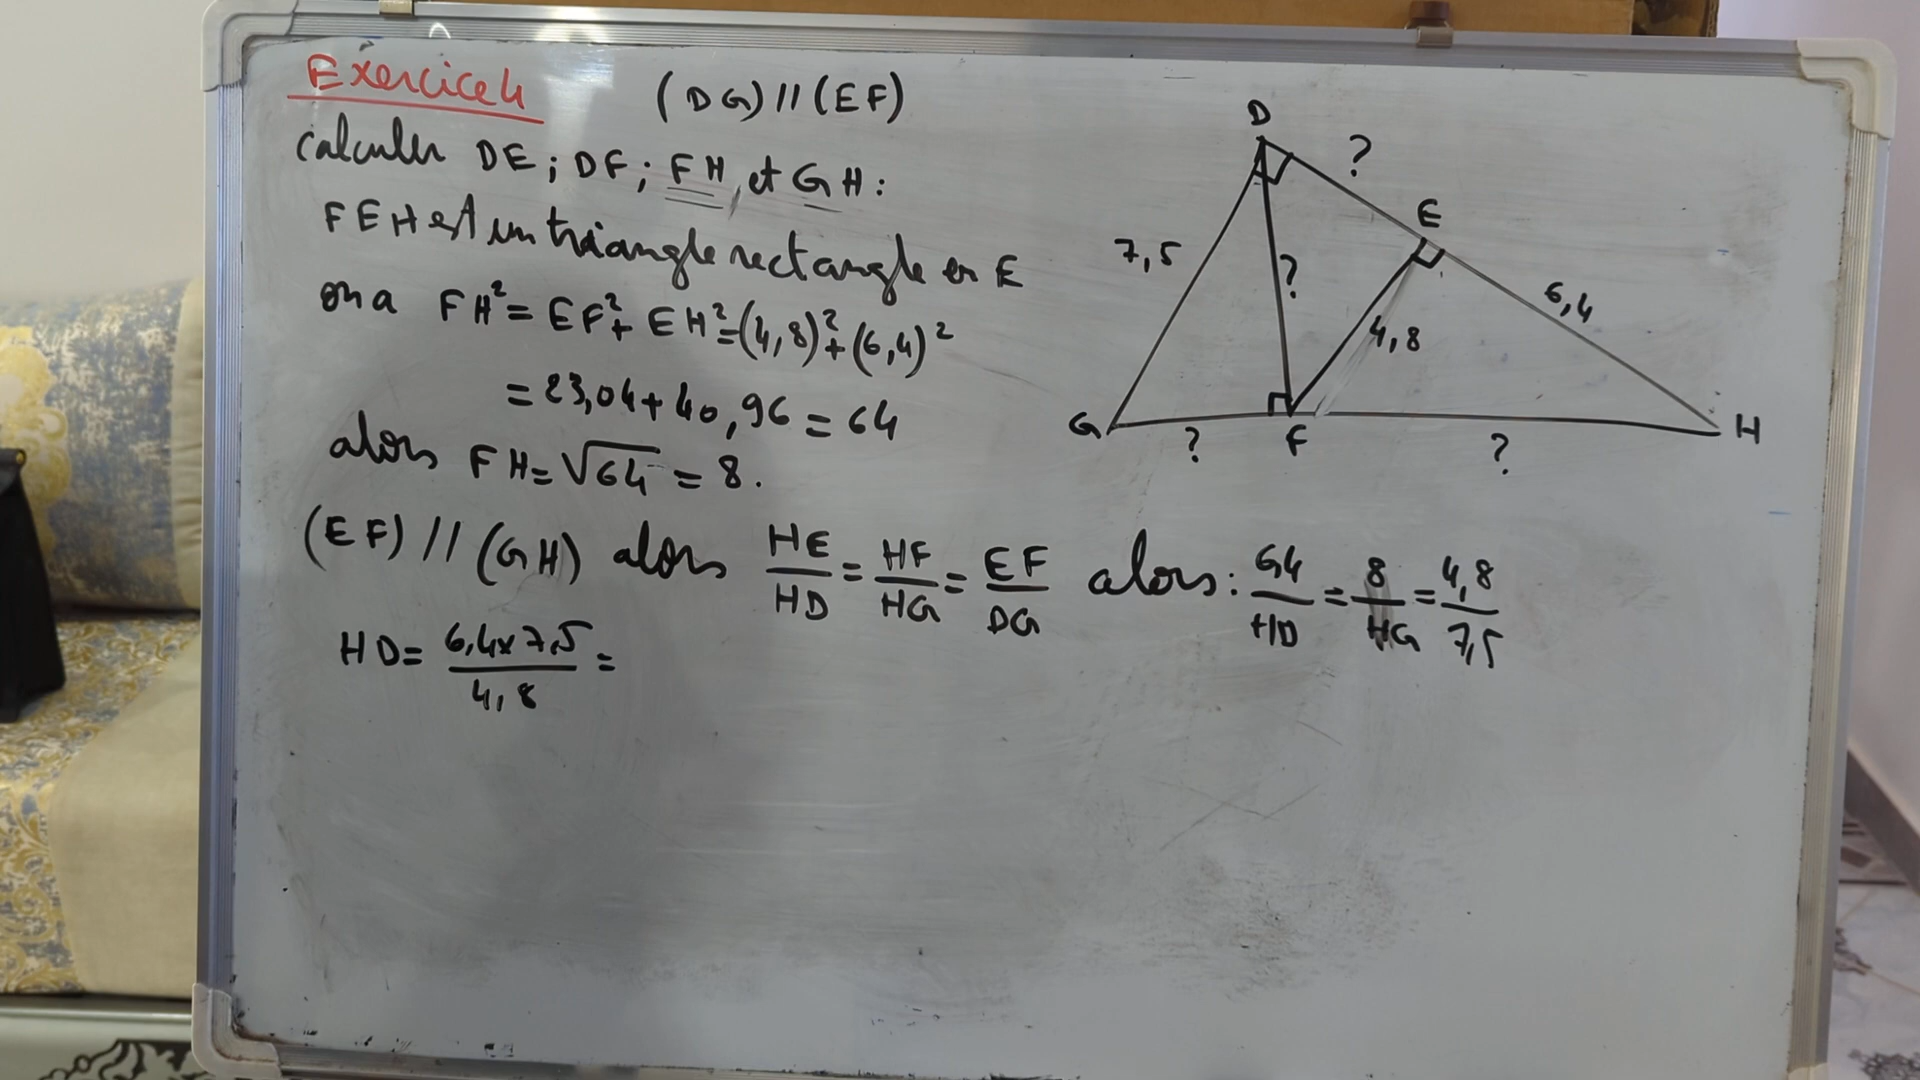 Exercice 4
(DG) // (EF)
calculer DE ; DF ; FH et GH :
FEH est un triangle rectangle en E
on a FH² = EF² + EH² = (4,8)² + (6,4)²
= 23,04 + 40,96 = 64
alors FH = √64 = 8.
(EF) // (GH) alors HE/HD = HF/HG = EF/DG alors : 6,4/HD = 8/HG = 4,8/7,5
HD = 6,4 x 7,5 / 4,8 =
D
?
E
7,5
?
6,4
4,8
G
?
F
?
H